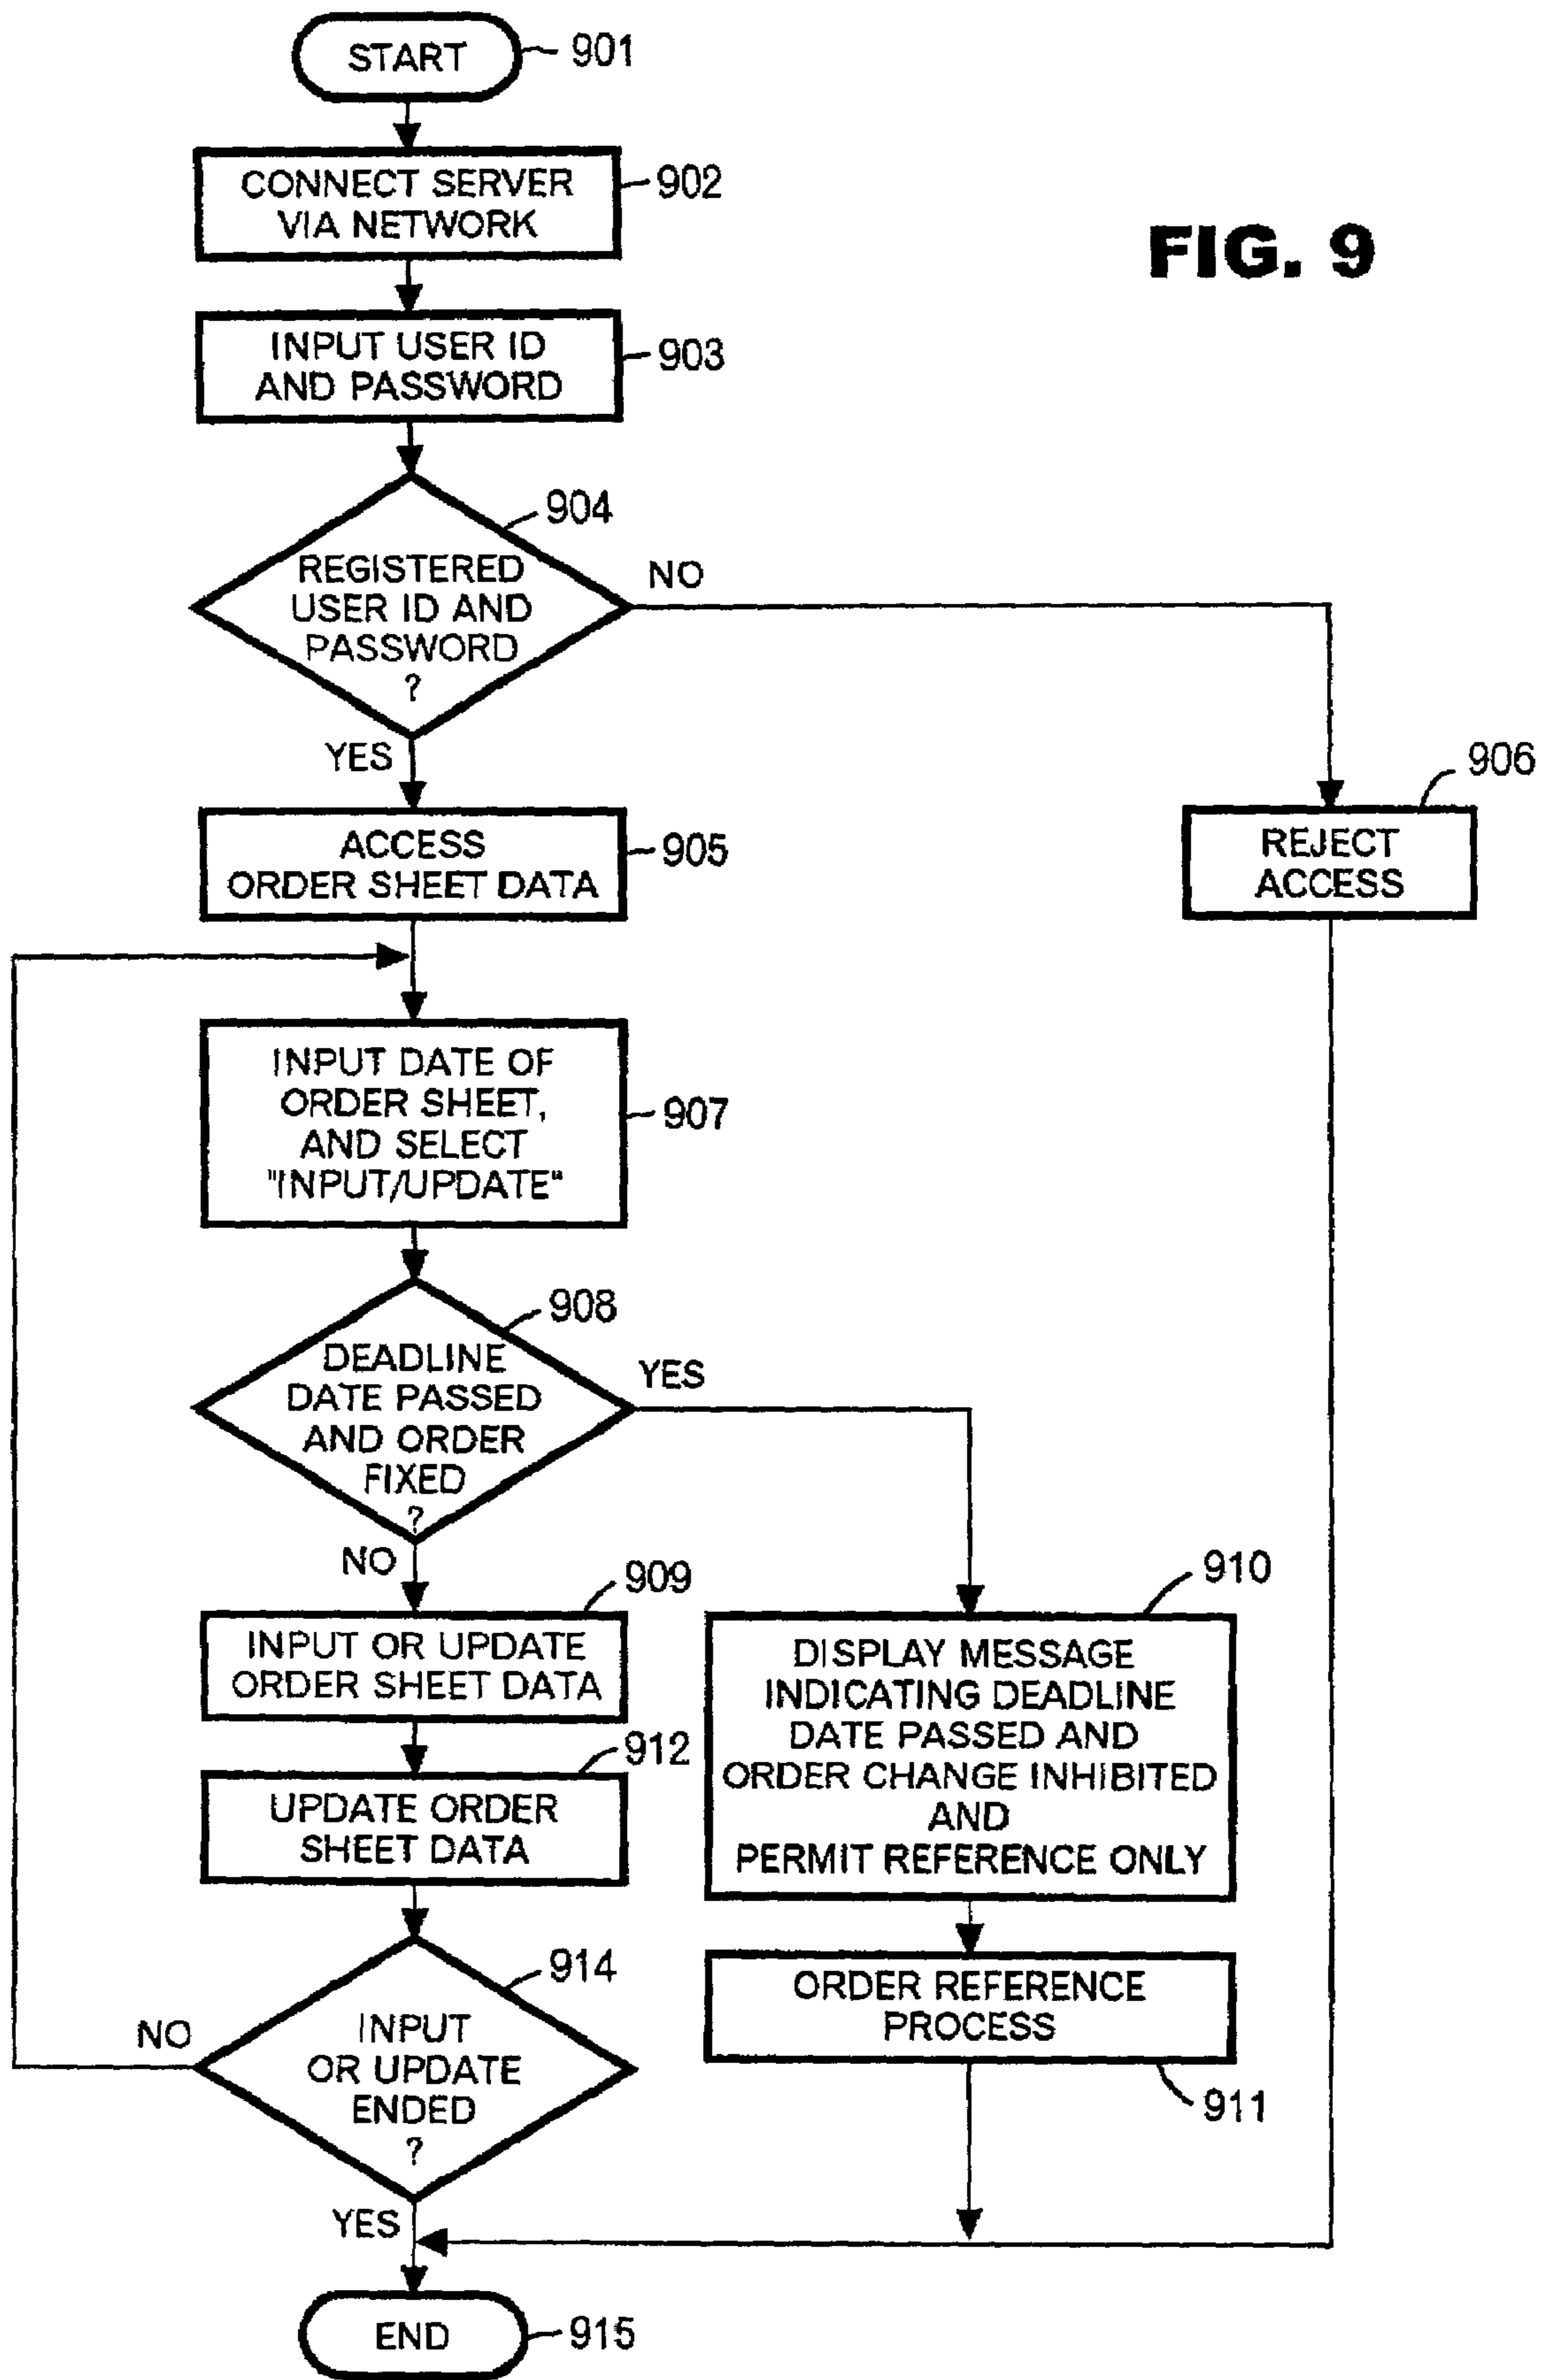 START
901
CONNECT SERVER
VIA NETWORK
902
FIG. 9
INPUT USER ID
AND PASSWORD
903
904
REGISTERED
USER ID AND
PASSWORD
?
NO
YES
906
ACCESS
ORDER SHEET DATA
905
REJECT
ACCESS
INPUT DATE OF
ORDER SHEET,
AND SELECT
"INPUT/UPDATE"
907
908
DEADLINE
DATE PASSED
AND ORDER
FIXED
?
YES
NO
909
INPUT OR UPDATE
ORDER SHEET DATA
910
DISPLAY MESSAGE
INDICATING DEADLINE
DATE PASSED AND
ORDER CHANGE INHIBITED
AND
PERMIT REFERENCE ONLY
912
UPDATE ORDER
SHEET DATA
914
INPUT
OR UPDATE
ENDED
?
NO
ORDER REFERENCE
PROCESS
911
YES
END
915